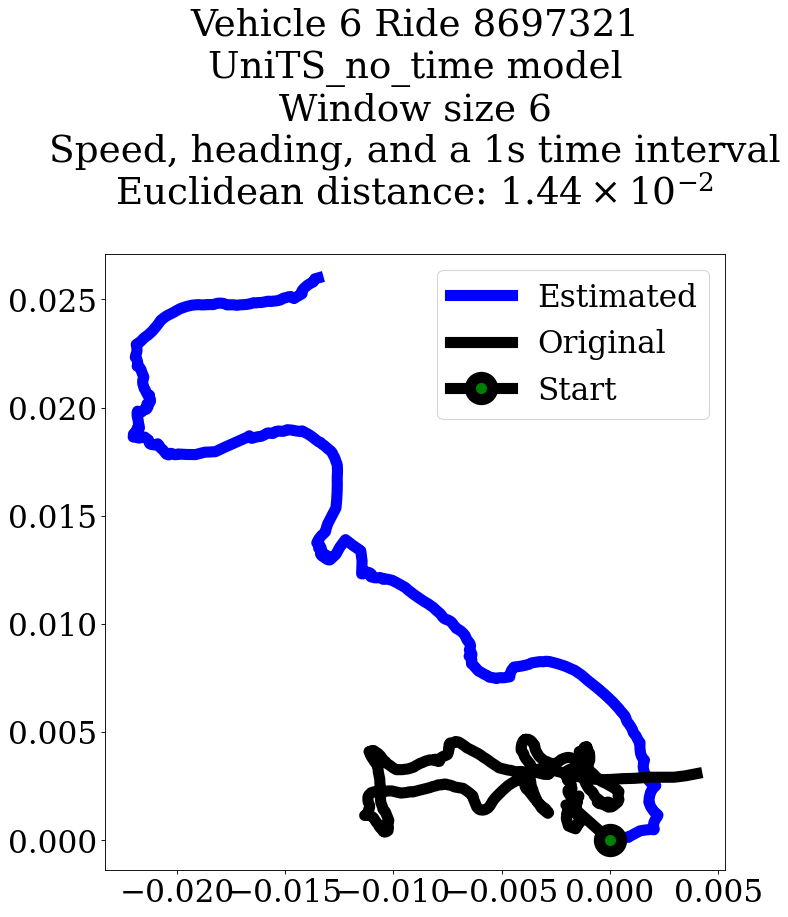 Vehicle 6 Ride 8697321
UniTS_no_time model
Window size 6
Speed, heading, and a 1s time interval
Euclidean distance: 1.44 × 10⁻²
Estimated
Original
Start
0.025
0.020
0.015
0.010
0.005
0.000
−0.020 −0.015 −0.010 −0.005 0.000 0.005